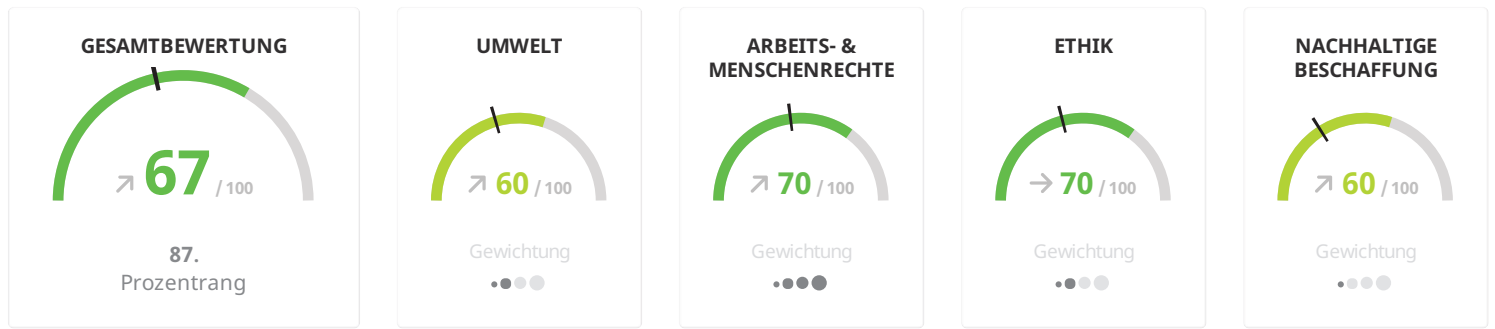 GESAMTBEWERTUNG
67 / 100
87.
Prozentrang
UMWELT
60 / 100
Gewichtung
ARBEITS- &
MENSCHENRECHTE
70 / 100
Gewichtung
ETHIK
70 / 100
Gewichtung
NACHHALTIGE
BESCHAFFUNG
60 / 100
Gewichtung